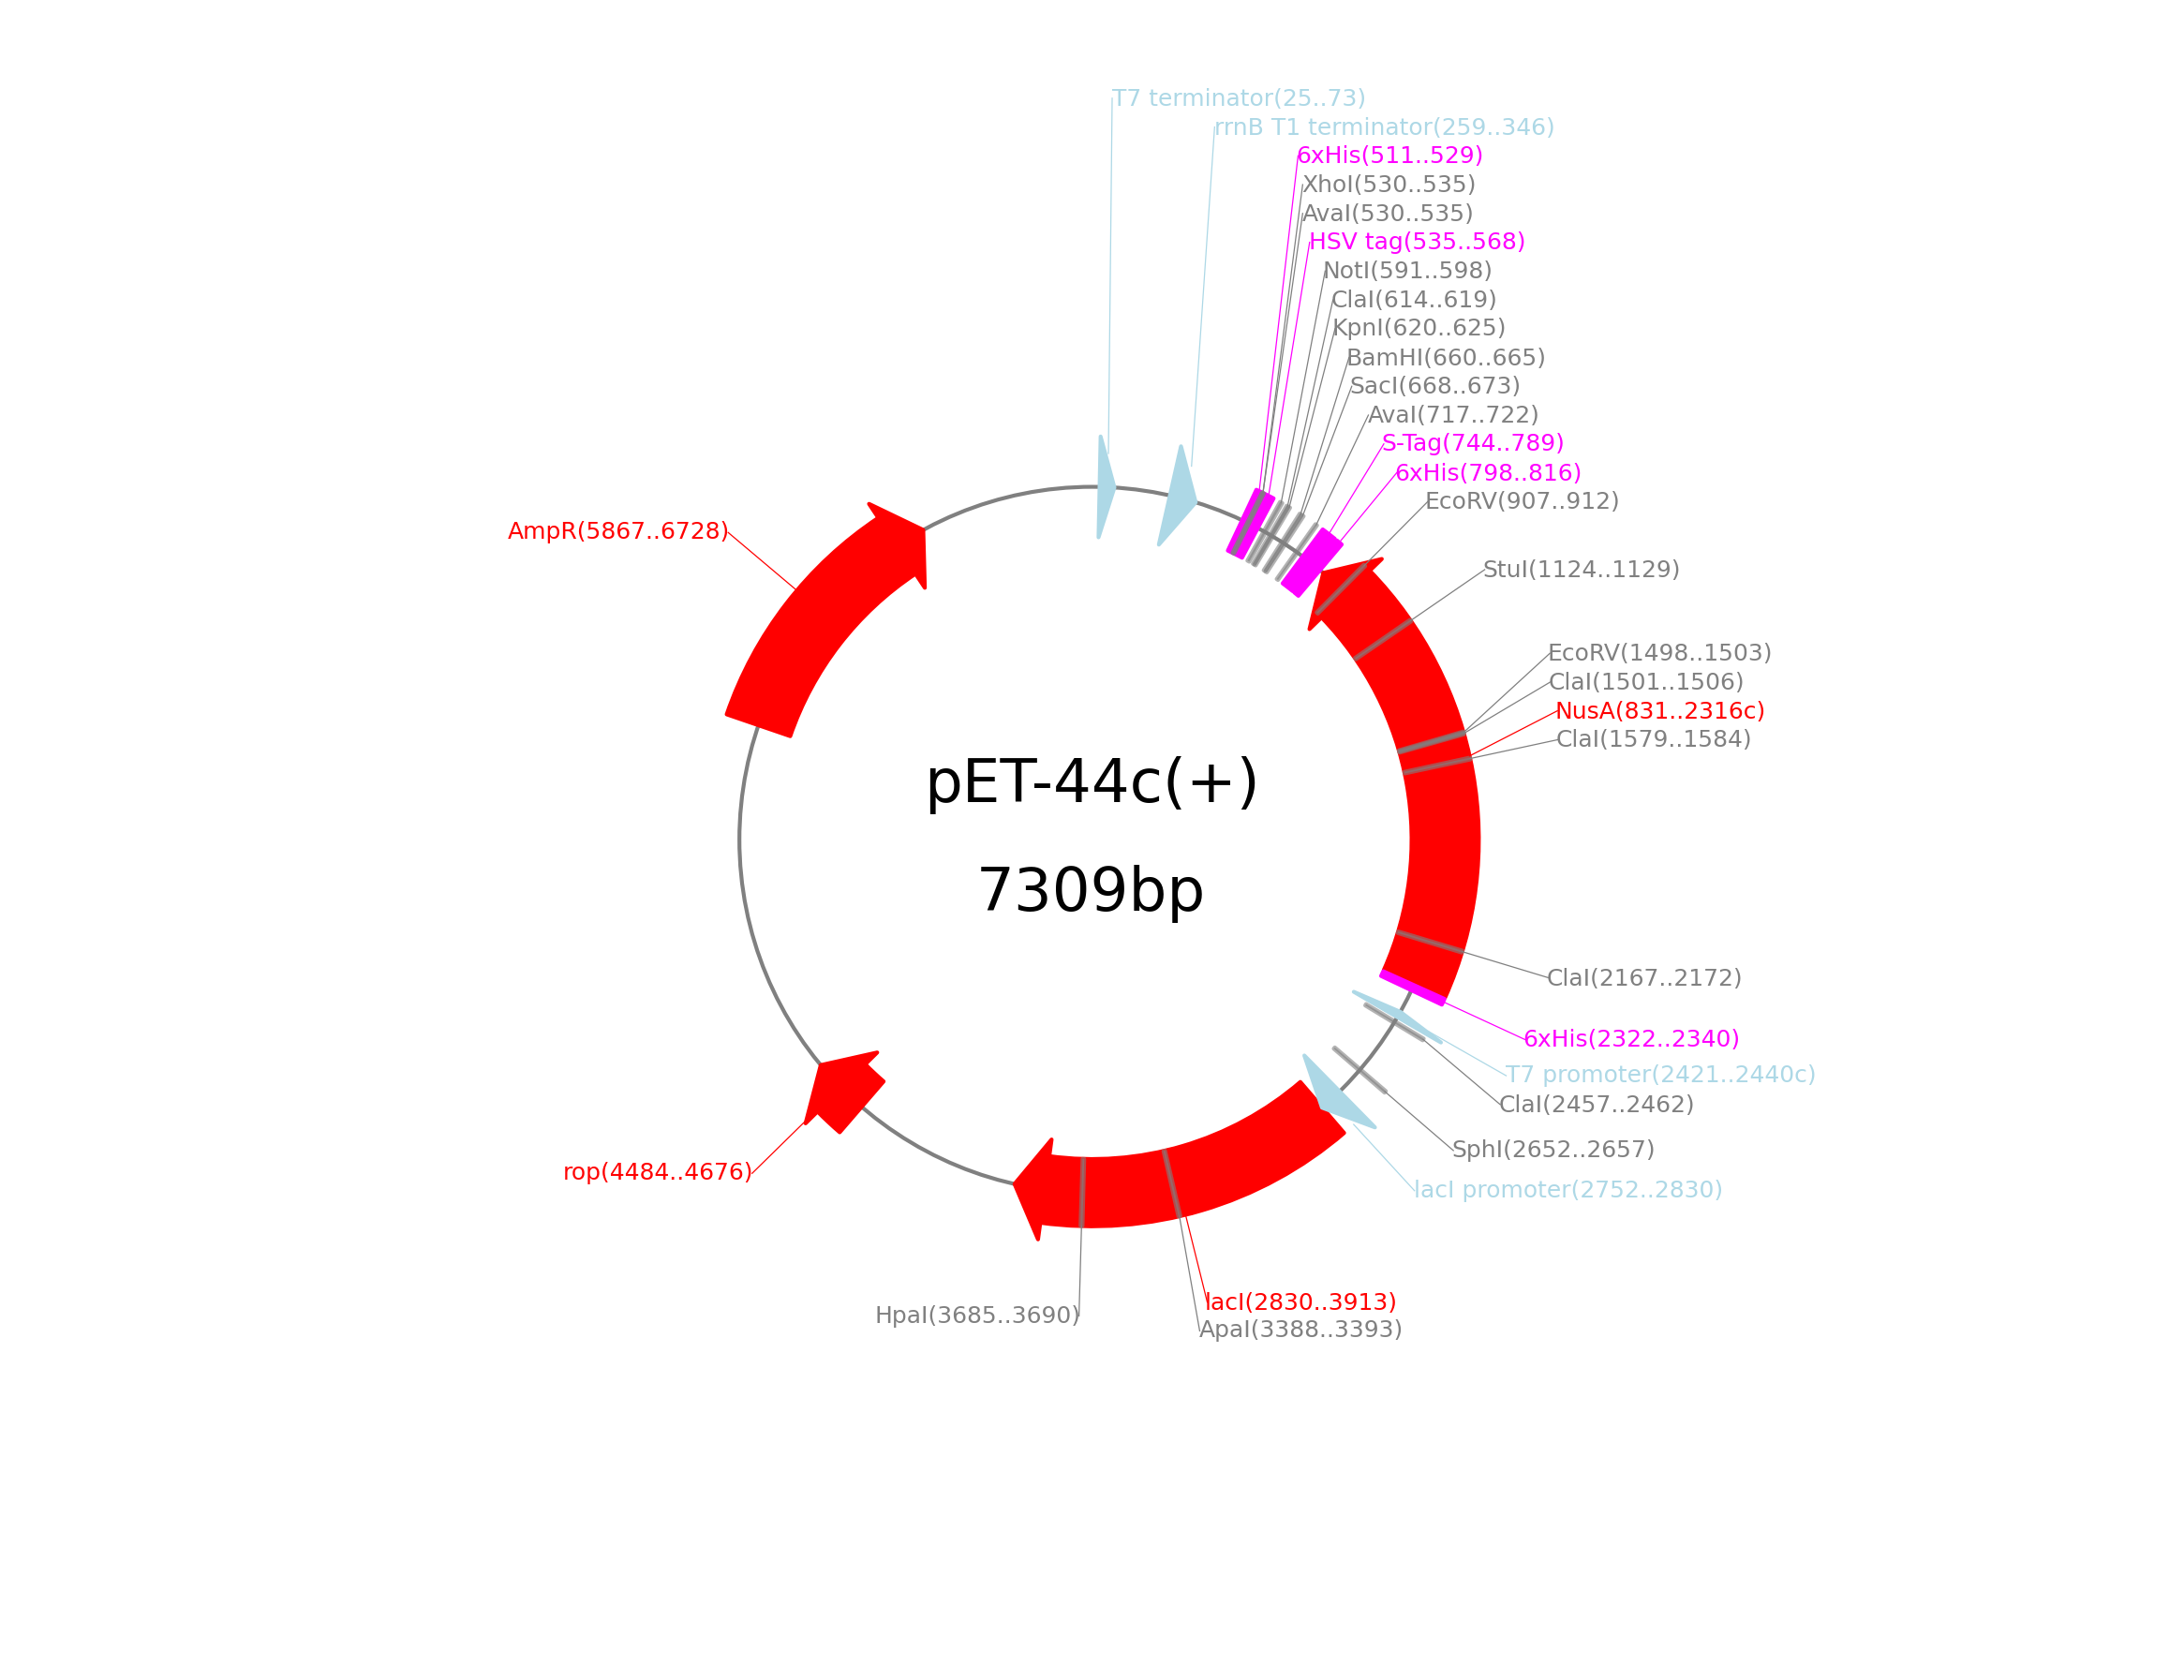 T7 terminator(25..73)
rrnB T1 terminator(259..346)
6xHis(511..529)
XhoI(530..535)
AvaI(530..535)
HSV tag(535..568)
NotI(591..598)
ClaI(614..619)
KpnI(620..625)
BamHI(660..665)
SacI(668..673)
AvaI(717..722)
S-Tag(744..789)
6xHis(798..816)
EcoRV(907..912)
AmpR(5867..6728)
StuI(1124..1129)
EcoRV(1498..1503)
ClaI(1501..1506)
NusA(831..2316c)
ClaI(1579..1584)
pET-44c(+)
7309bp
ClaI(2167..2172)
6xHis(2322..2340)
T7 promoter(2421..2440c)
ClaI(2457..2462)
SphI(2652..2657)
rop(4484..4676)
lacI promoter(2752..2830)
lacI(2830..3913)
HpaI(3685..3690)
ApaI(3388..3393)